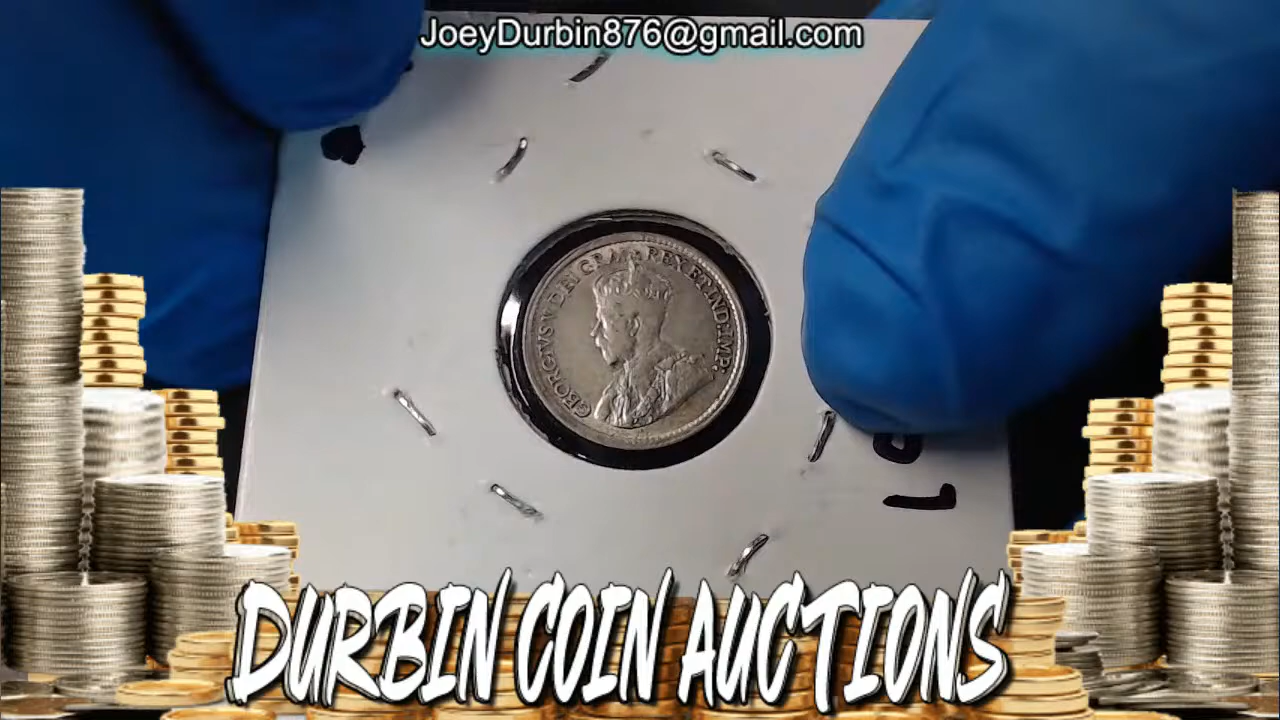 JoeyDurbin876@gmail.com
GEORGIVS V DEI GRA: REX ET IND:IMP:
DURBIN COIN AUCTIONS